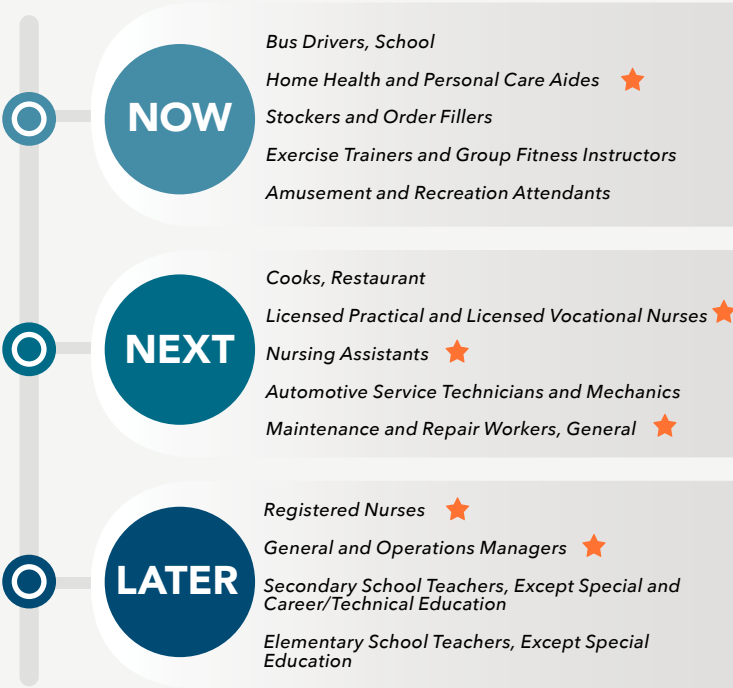 NOW
Bus Drivers, School
Home Health and Personal Care Aides
Stockers and Order Fillers
Exercise Trainers and Group Fitness Instructors
Amusement and Recreation Attendants
NEXT
Cooks, Restaurant
Licensed Practical and Licensed Vocational Nurses
Nursing Assistants
Automotive Service Technicians and Mechanics
Maintenance and Repair Workers, General
LATER
Registered Nurses
General and Operations Managers
Secondary School Teachers, Except Special and
Career/Technical Education
Elementary School Teachers, Except Special
Education